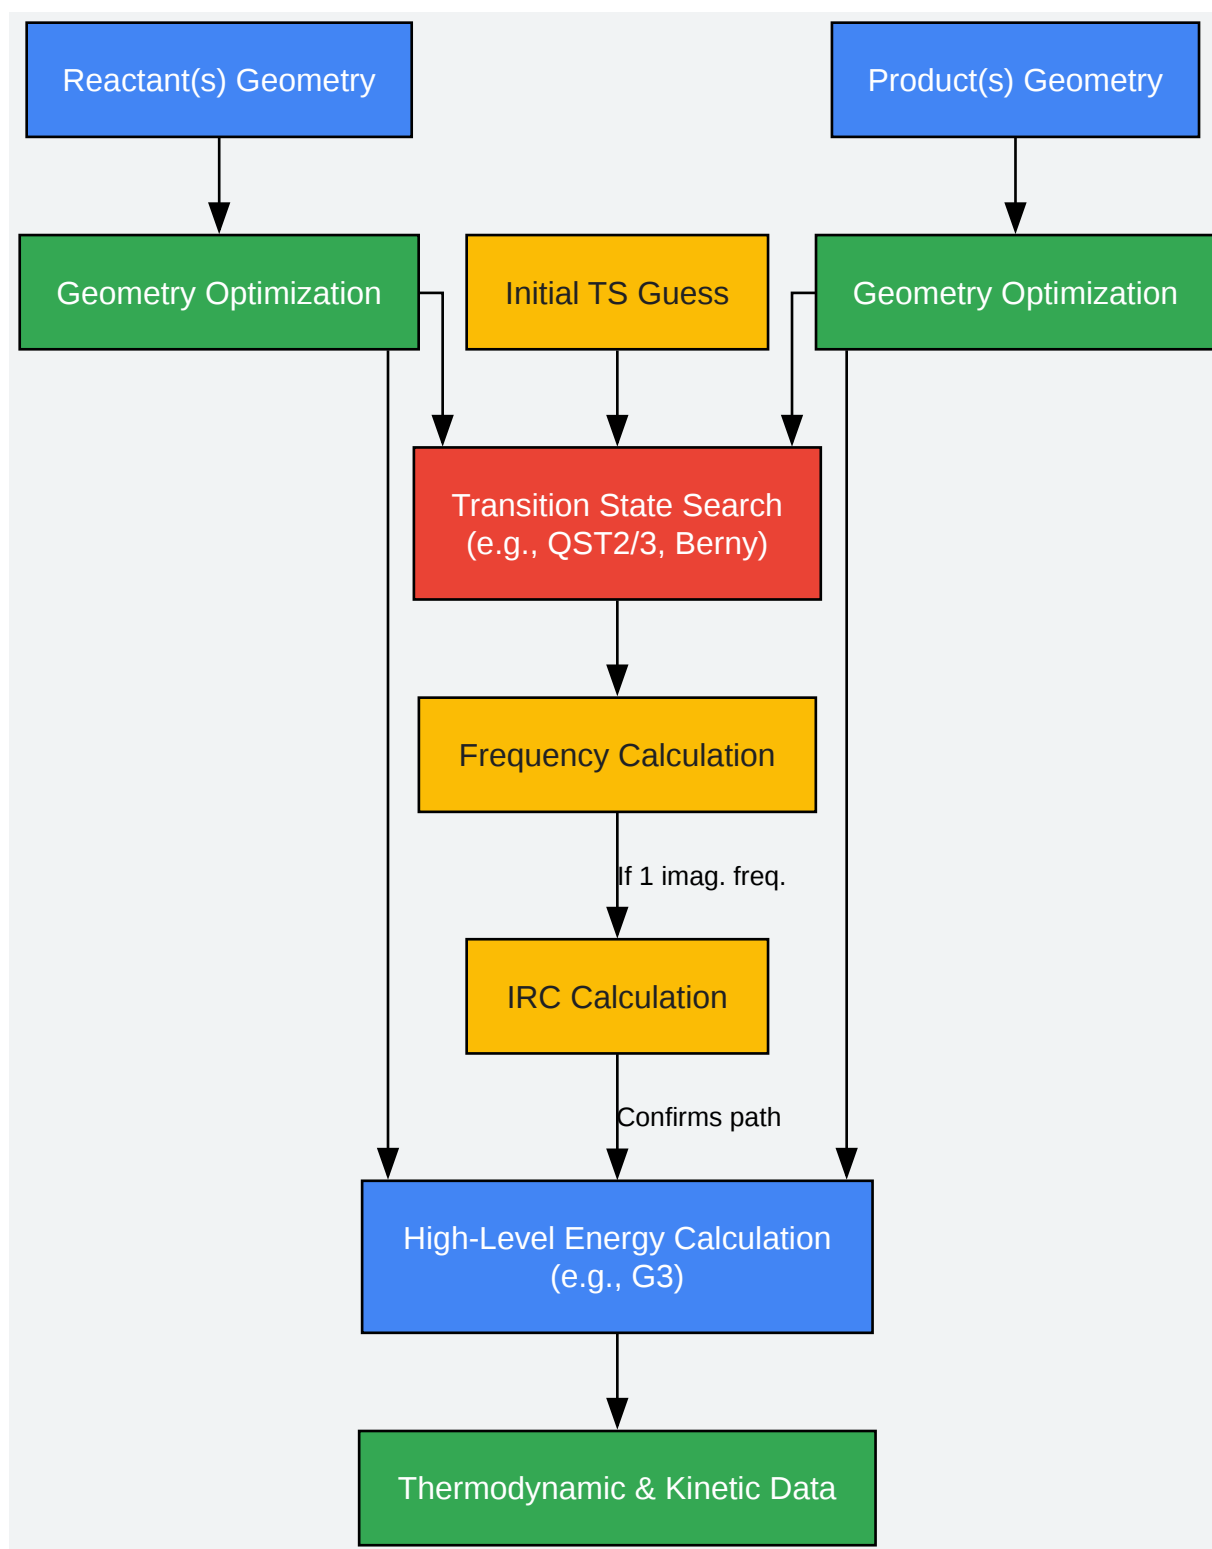 Reactant(s) Geometry
Product(s) Geometry
Geometry Optimization
Initial TS Guess
Geometry Optimization
Transition State Search
(e.g., QST2/3, Berny)
Frequency Calculation
If 1 imag. freq.
IRC Calculation
Confirms path
High-Level Energy Calculation
(e.g., G3)
Thermodynamic & Kinetic Data